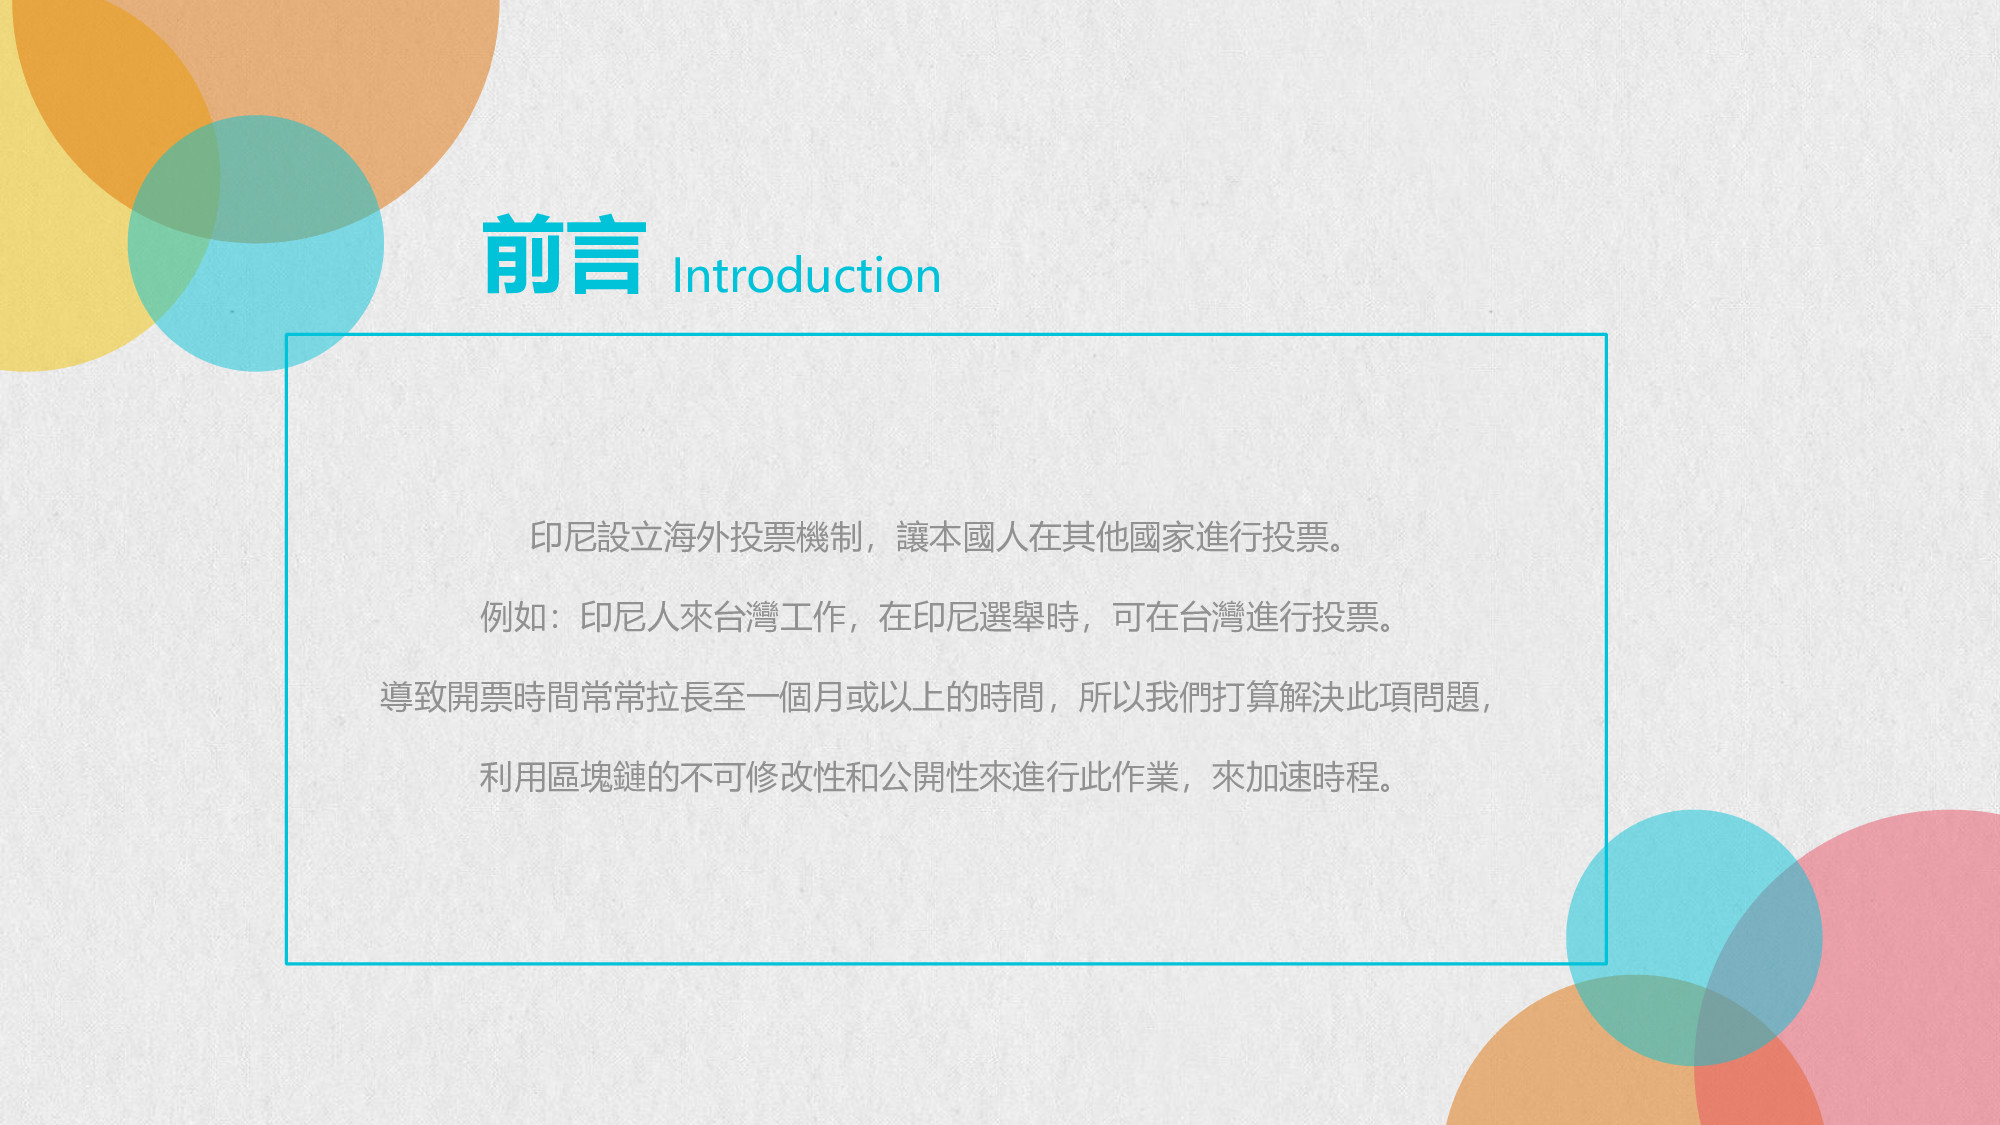 前言 Introduction
印尼設立海外投票機制，讓本國人在其他國家進行投票。
例如：印尼人來台灣工作，在印尼選舉時，可在台灣進行投票。
導致開票時間常常拉長至一個月或以上的時間，所以我們打算解決此項問題，
利用區塊鏈的不可修改性和公開性來進行此作業，來加速時程。